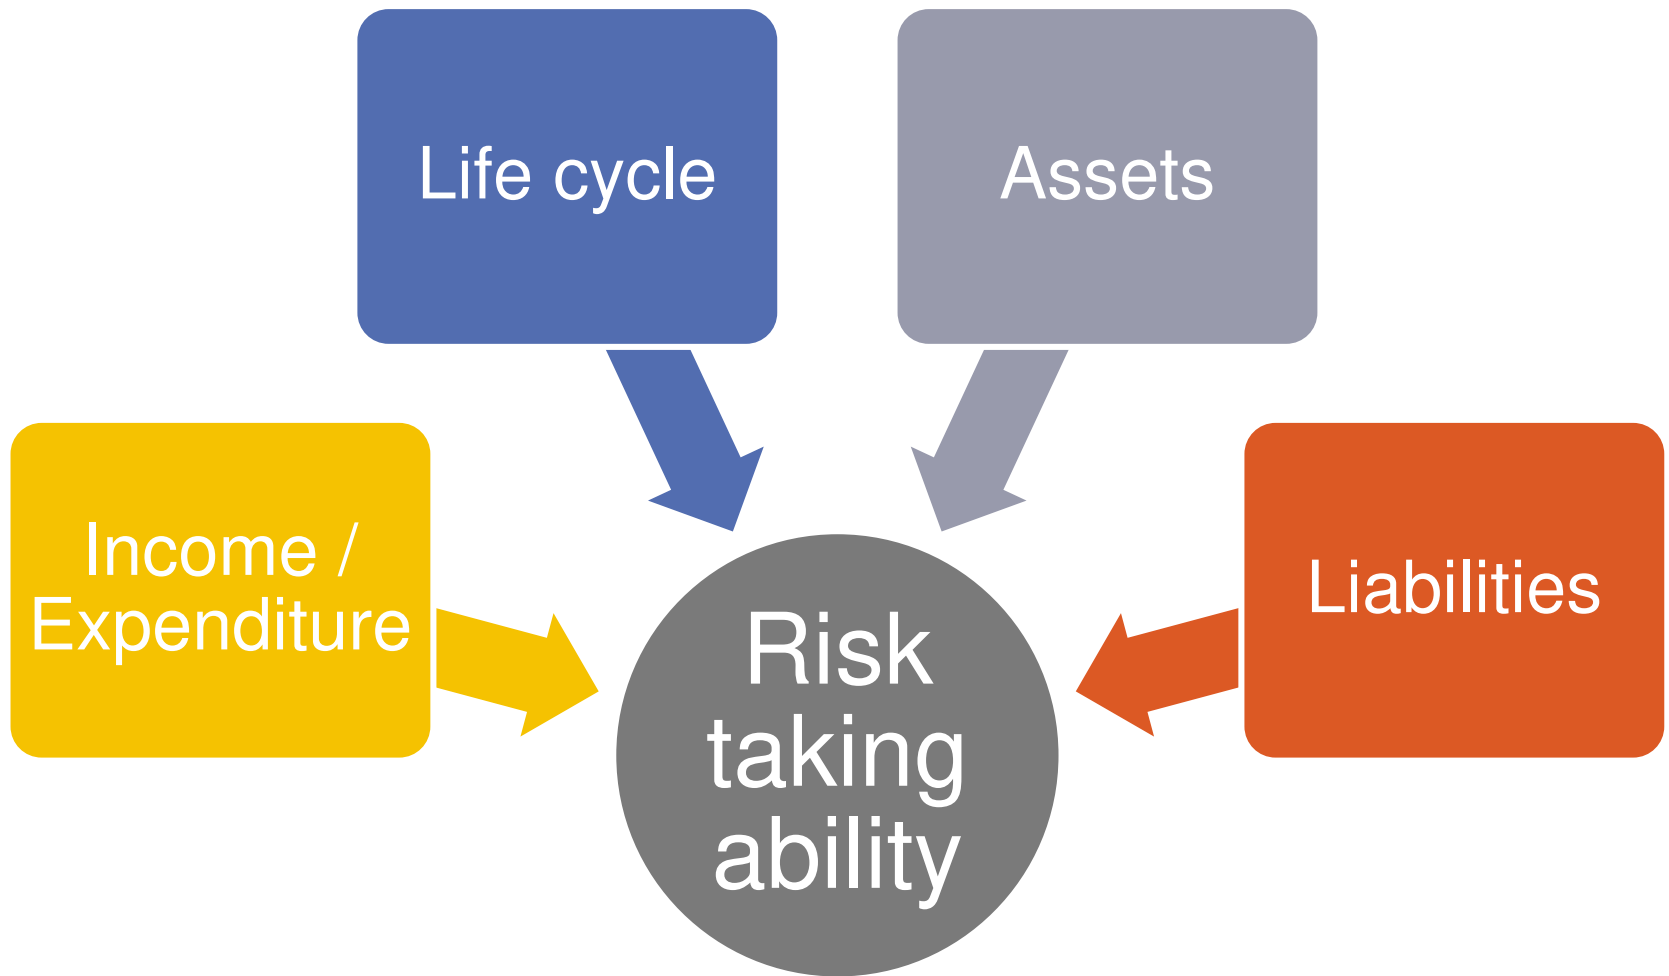 Life cycle
Assets
Income /
Expenditure
Liabilities
Risk
taking
ability